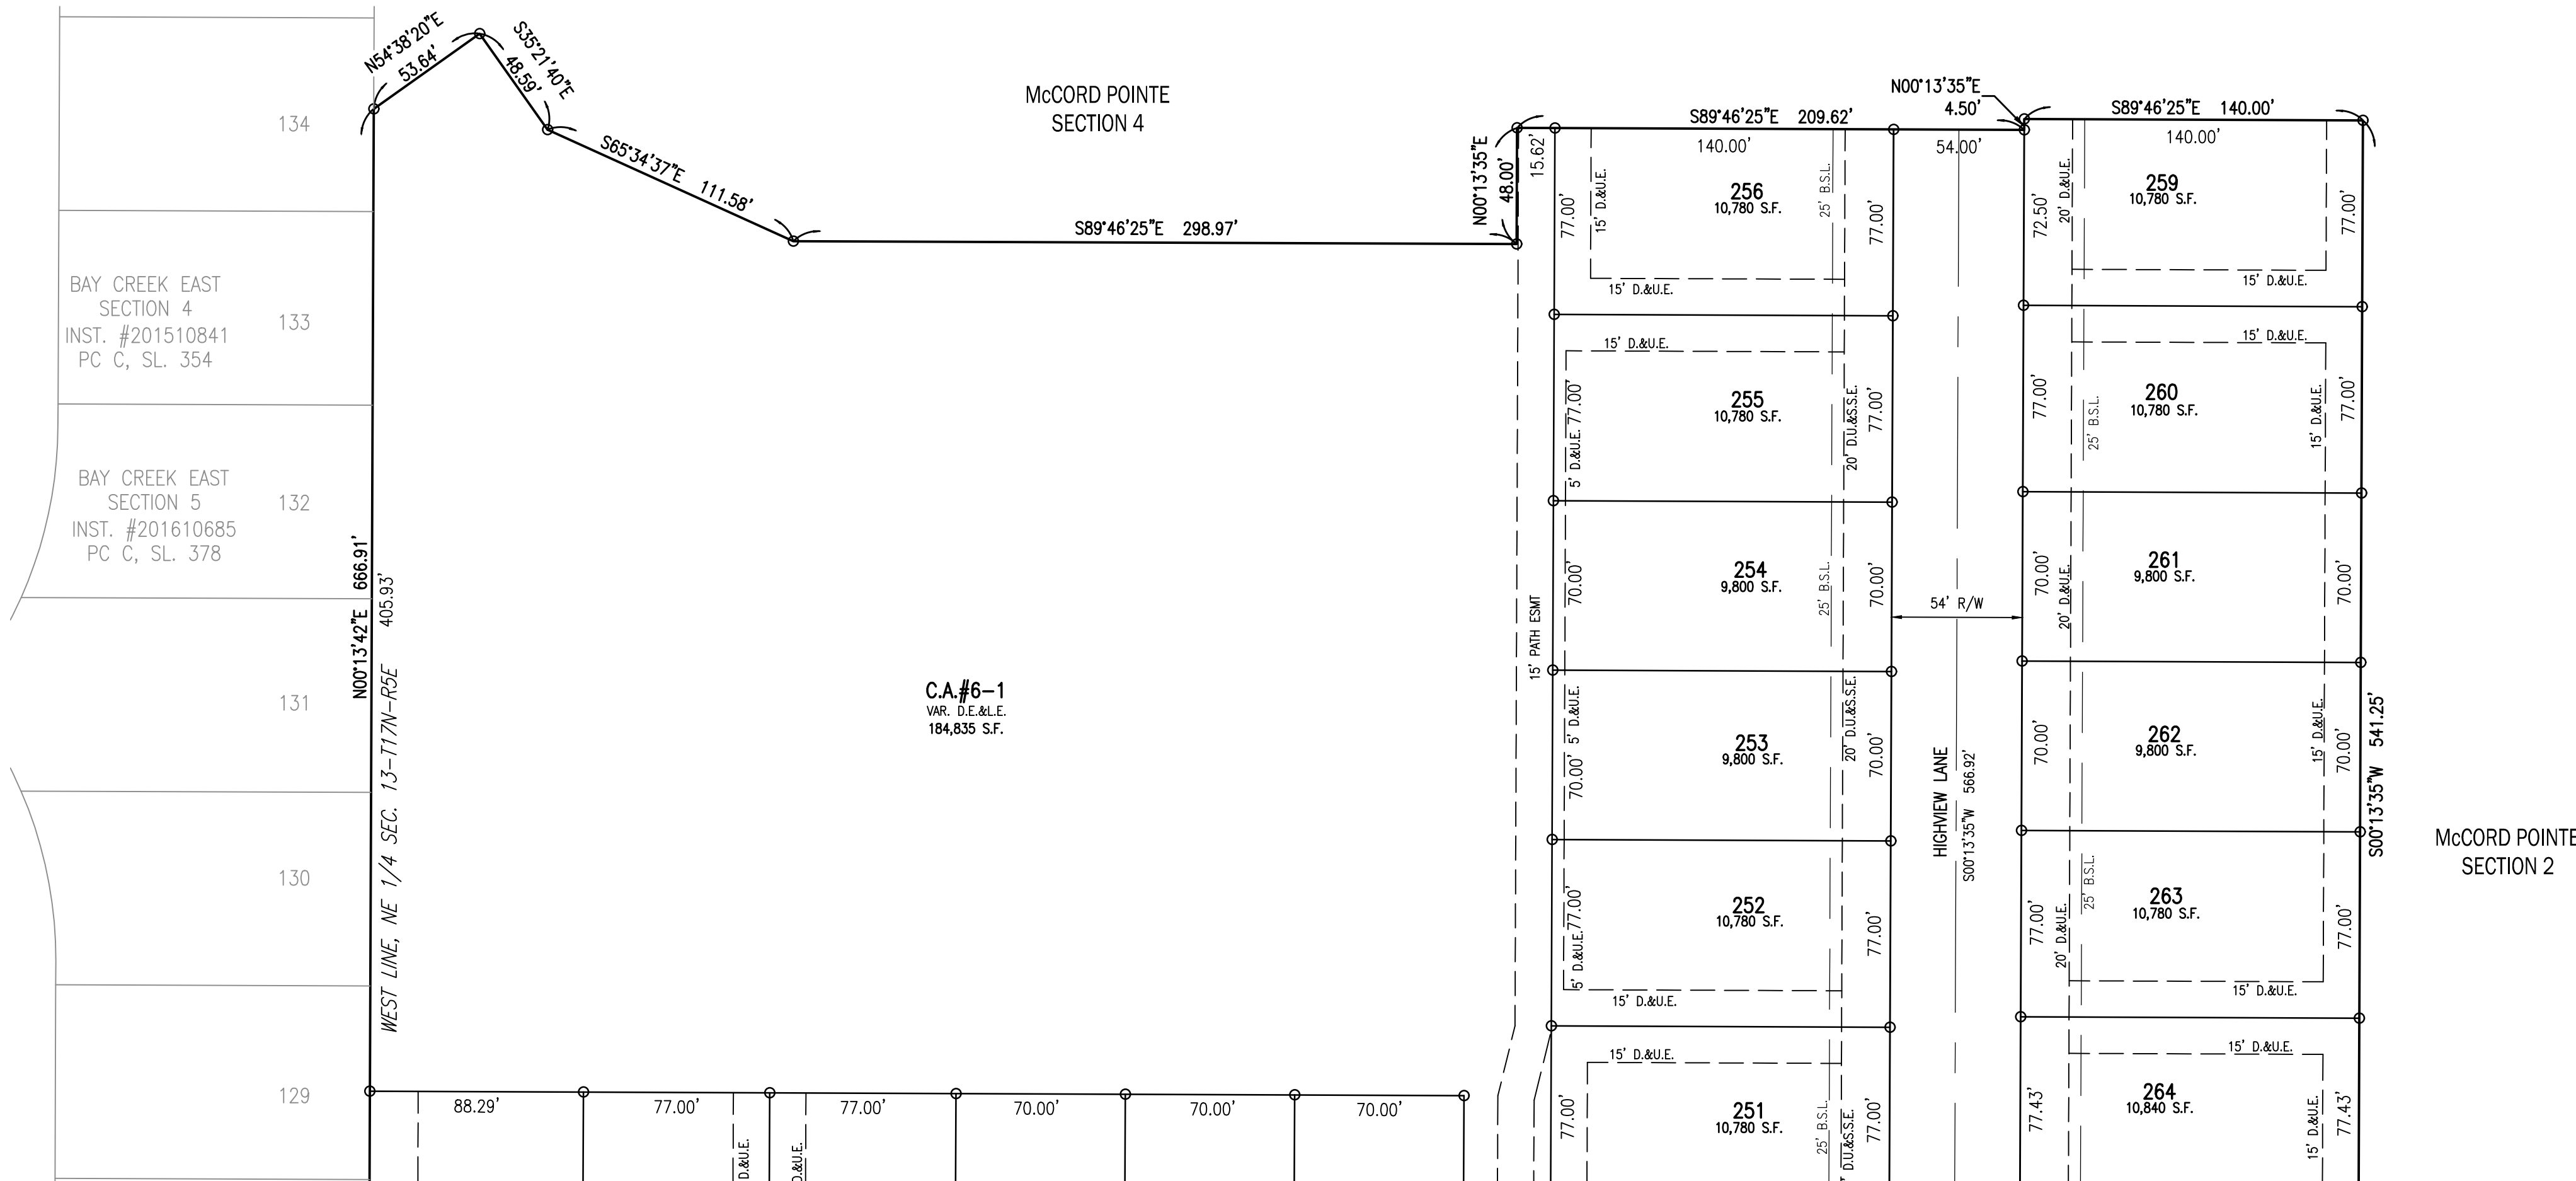 N54°38'20"E
53.64'
S35°21'40"E
48.59'
S65°34'37"E 111.58'
McCORD POINTE
SECTION 4
S89°46'25"E 298.97'
N00°13'35"E
48.00'
15.62'
S89°46'25"E 209.62'
140.00'
N00°13'35"E
4.50'
54.00'
S89°46'25"E 140.00'
140.00'
134
BAY CREEK EAST
SECTION 4
INST. #201510841
PC C, SL. 354
133
BAY CREEK EAST
SECTION 5
INST. #201610685
PC C, SL. 378
132
131
130
129
N00°13'42"E 666.91'
405.93'
WEST LINE, NE 1/4 SEC. 13-T17N-R5E
C.A.#6-1
VAR. D.E.&L.E.
184,835 S.F.
15' PATH ESMT
77.00'
15' D.&U.E.
256
10,780 S.F.
25' B.S.L.
77.00'
15' D.&U.E.
15' D.&U.E.
5' D.&U.E.
77.00'
255
10,780 S.F.
20' D.U.&S.S.E.
77.00'
70.00'
254
9,800 S.F.
25' B.S.L.
70.00'
5' D.&U.E.
70.00'
253
9,800 S.F.
20' D.U.&S.S.E.
70.00'
5' D.&U.E.
77.00'
252
10,780 S.F.
77.00'
15' D.&U.E.
15' D.&U.E.
77.00'
251
10,780 S.F.
25' B.S.L.
D.U.&S.S.E.
77.00'
54' R/W
HIGHVIEW LANE
S00°13'35"W 566.92'
72.50'
20' D.&U.E.
259
10,780 S.F.
77.00'
15' D.&U.E.
15' D.&U.E.
77.00'
25' B.S.L.
260
10,780 S.F.
15' D.&U.E.
77.00'
70.00'
20' D.&U.E.
261
9,800 S.F.
70.00'
70.00'
262
9,800 S.F.
15' D.&U.E.
70.00'
77.00'
20' D.&U.E.
25' B.S.L.
263
10,780 S.F.
77.00'
15' D.&U.E.
15' D.&U.E.
77.43'
264
10,840 S.F.
15' D.&U.E.
77.43'
S00°13'35"W 541.25'
McCORD POINTE
SECTION 2
88.29'
77.00'
77.00'
70.00'
70.00'
70.00'
D.&U.E.
D.&U.E.